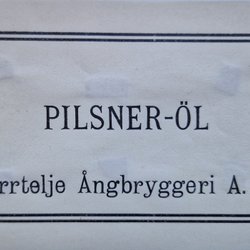 PILSNER-ÖL
rrtelje Ångbryggeri A.